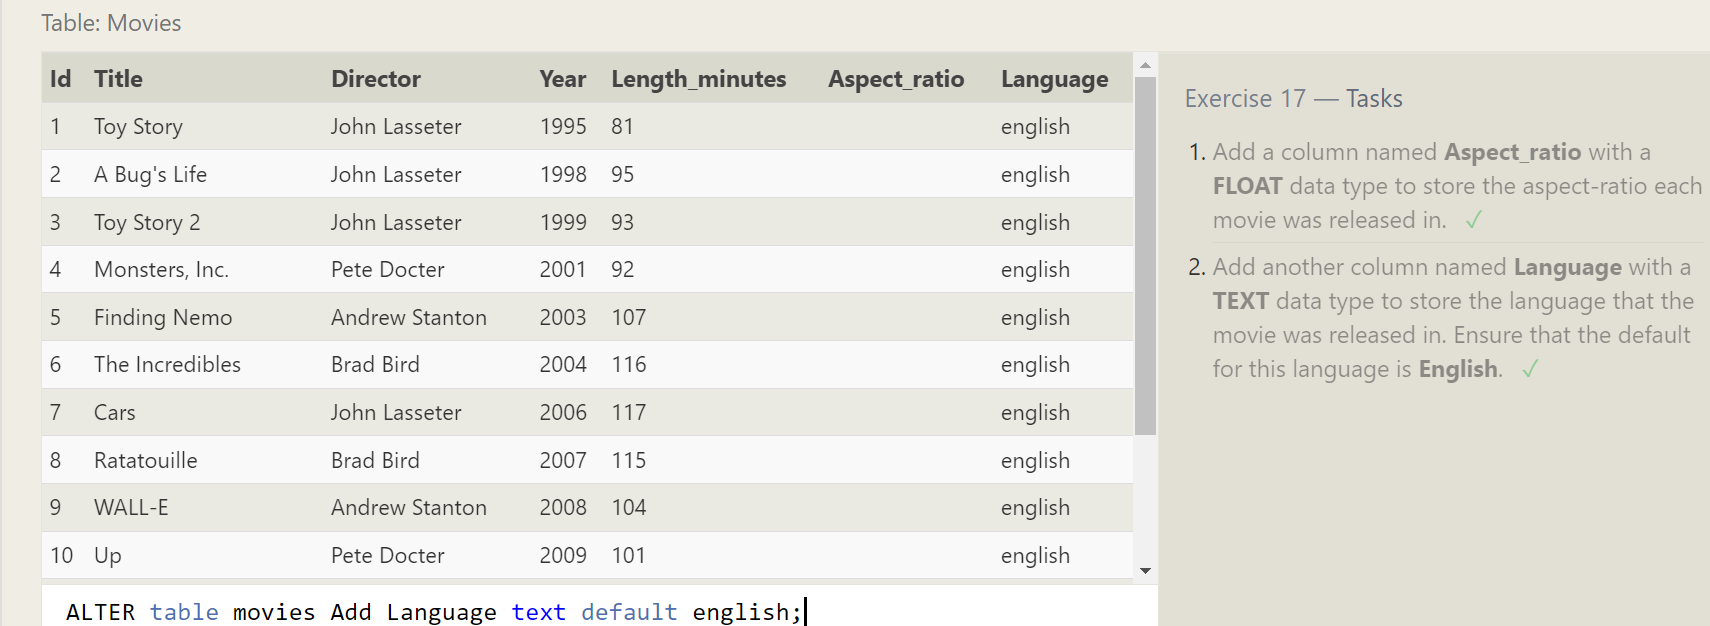 Table: Movies
Id Title Director Year Length_minutes Aspect_ratio Language
1 Toy Story John Lasseter 1995 81 english
2 A Bug's Life John Lasseter 1998 95 english
3 Toy Story 2 John Lasseter 1999 93 english
4 Monsters, Inc. Pete Docter 2001 92 english
5 Finding Nemo Andrew Stanton 2003 107 english
6 The Incredibles Brad Bird 2004 116 english
7 Cars John Lasseter 2006 117 english
8 Ratatouille Brad Bird 2007 115 english
9 WALL-E Andrew Stanton 2008 104 english
10 Up Pete Docter 2009 101 english
ALTER table movies Add Language text default english;
Exercise 17 — Tasks
1. Add a column named Aspect_ratio with a
FLOAT data type to store the aspect-ratio each
movie was released in. ✓
2. Add another column named Language with a
TEXT data type to store the language that the
movie was released in. Ensure that the default
for this language is English. ✓